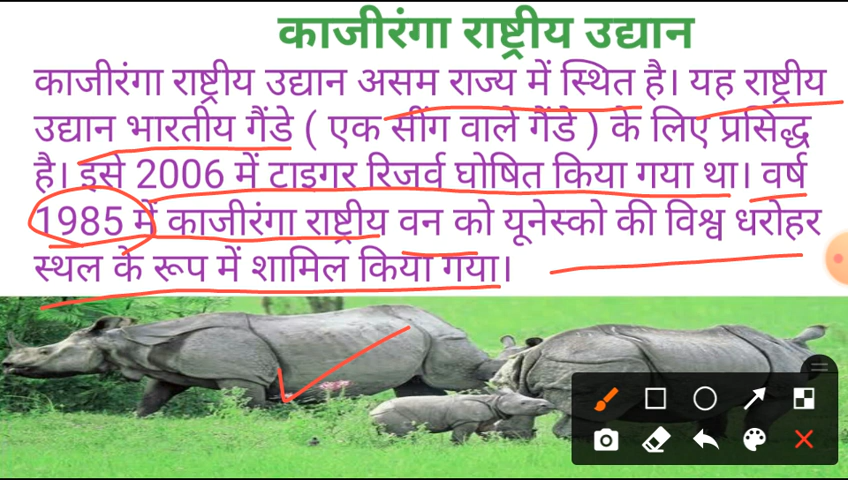 काजीरंगा राष्ट्रीय उद्यान
काजीरंगा राष्ट्रीय उद्यान असम राज्य में स्थित है। यह राष्ट्रीय
उद्यान भारतीय गैंडे ( एक सींग वाले गैंडे ) के लिए प्रसिद्ध
है। इसे 2006 में टाइगर रिजर्व घोषित किया गया था। वर्ष
1985 में काजीरंगा राष्ट्रीय वन को यूनेस्को की विश्व धरोहर
स्थल के रूप में शामिल किया गया।